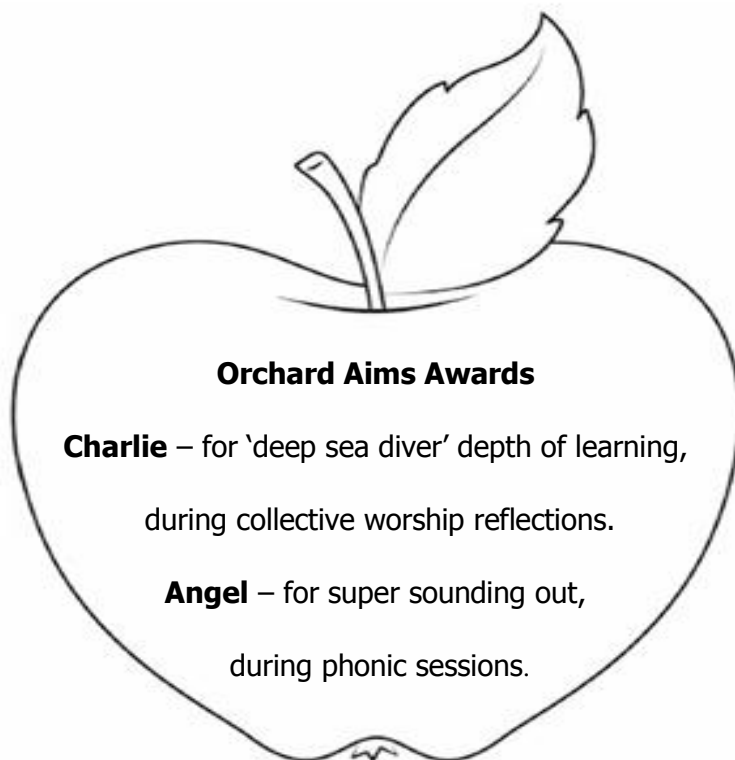 Orchard Aims Awards
Charlie – for ‘deep sea diver’ depth of learning,
during collective worship reflections.
Angel – for super sounding out,
during phonic sessions.